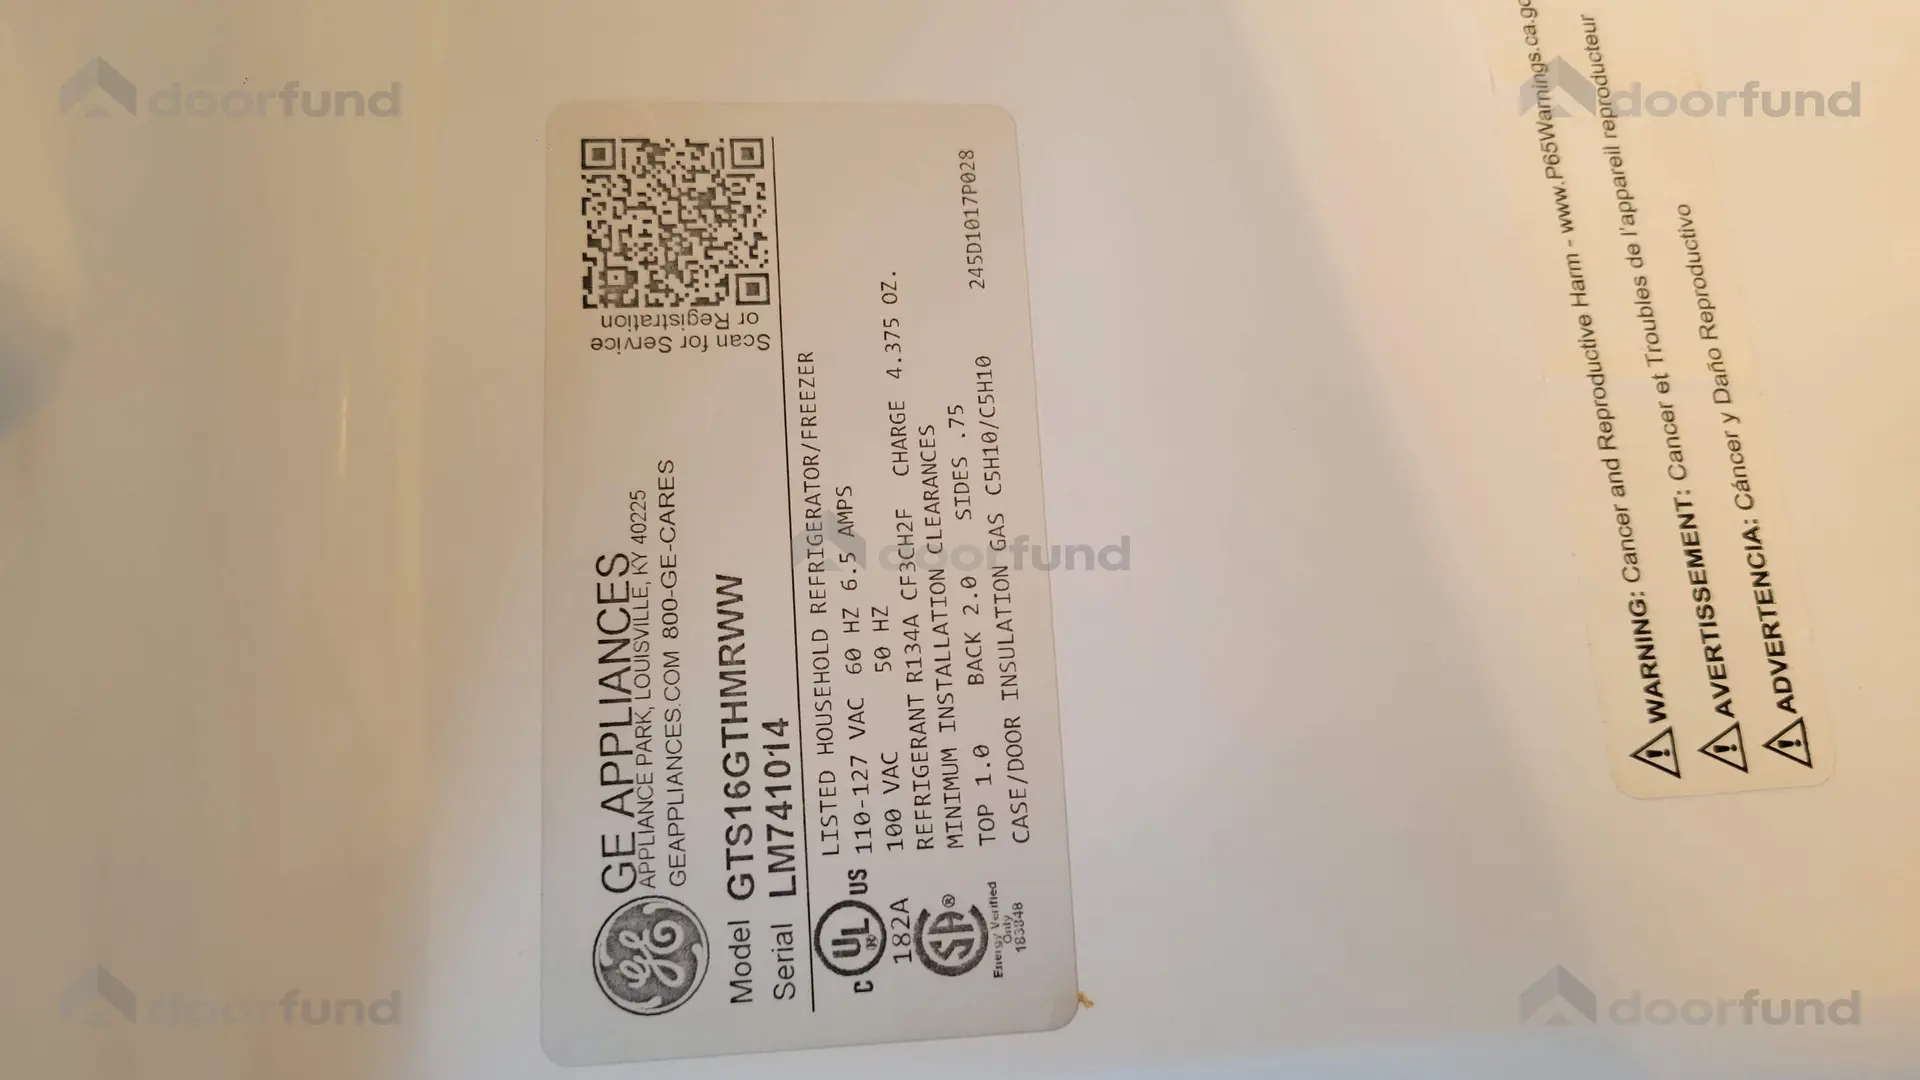 GE APPLIANCES
APPLIANCE PARK, LOUISVILLE, KY 40225
GEAPPLIANCES.COM 800-GE-CARES
Scan for Service
or Registration
Model GTS16GTHMRWW
Serial LM741014
C UL® US
182A
SA®
Energy Verified
Only
183348
LISTED HOUSEHOLD REFRIGERATOR/FREEZER
110-127 VAC 60 HZ 6.5 AMPS
100 VAC 50 HZ
REFRIGERANT R134A CF3CH2F CHARGE 4.375 OZ.
MINIMUM INSTALLATION CLEARANCES
TOP 1.0 BACK 2.0 SIDES .75
CASE/DOOR INSULATION GAS C5H10/C5H10
245D1017P028
WARNING: Cancer and Reproductive Harm - www.P65Warnings.ca.go
AVERTISSEMENT: Cancer et Troubles de l'appareil reproducteur
ADVERTENCIA: Cáncer y Daño Reproductivo
doorfund
doorfund
doorfund
doorfund
doorfund